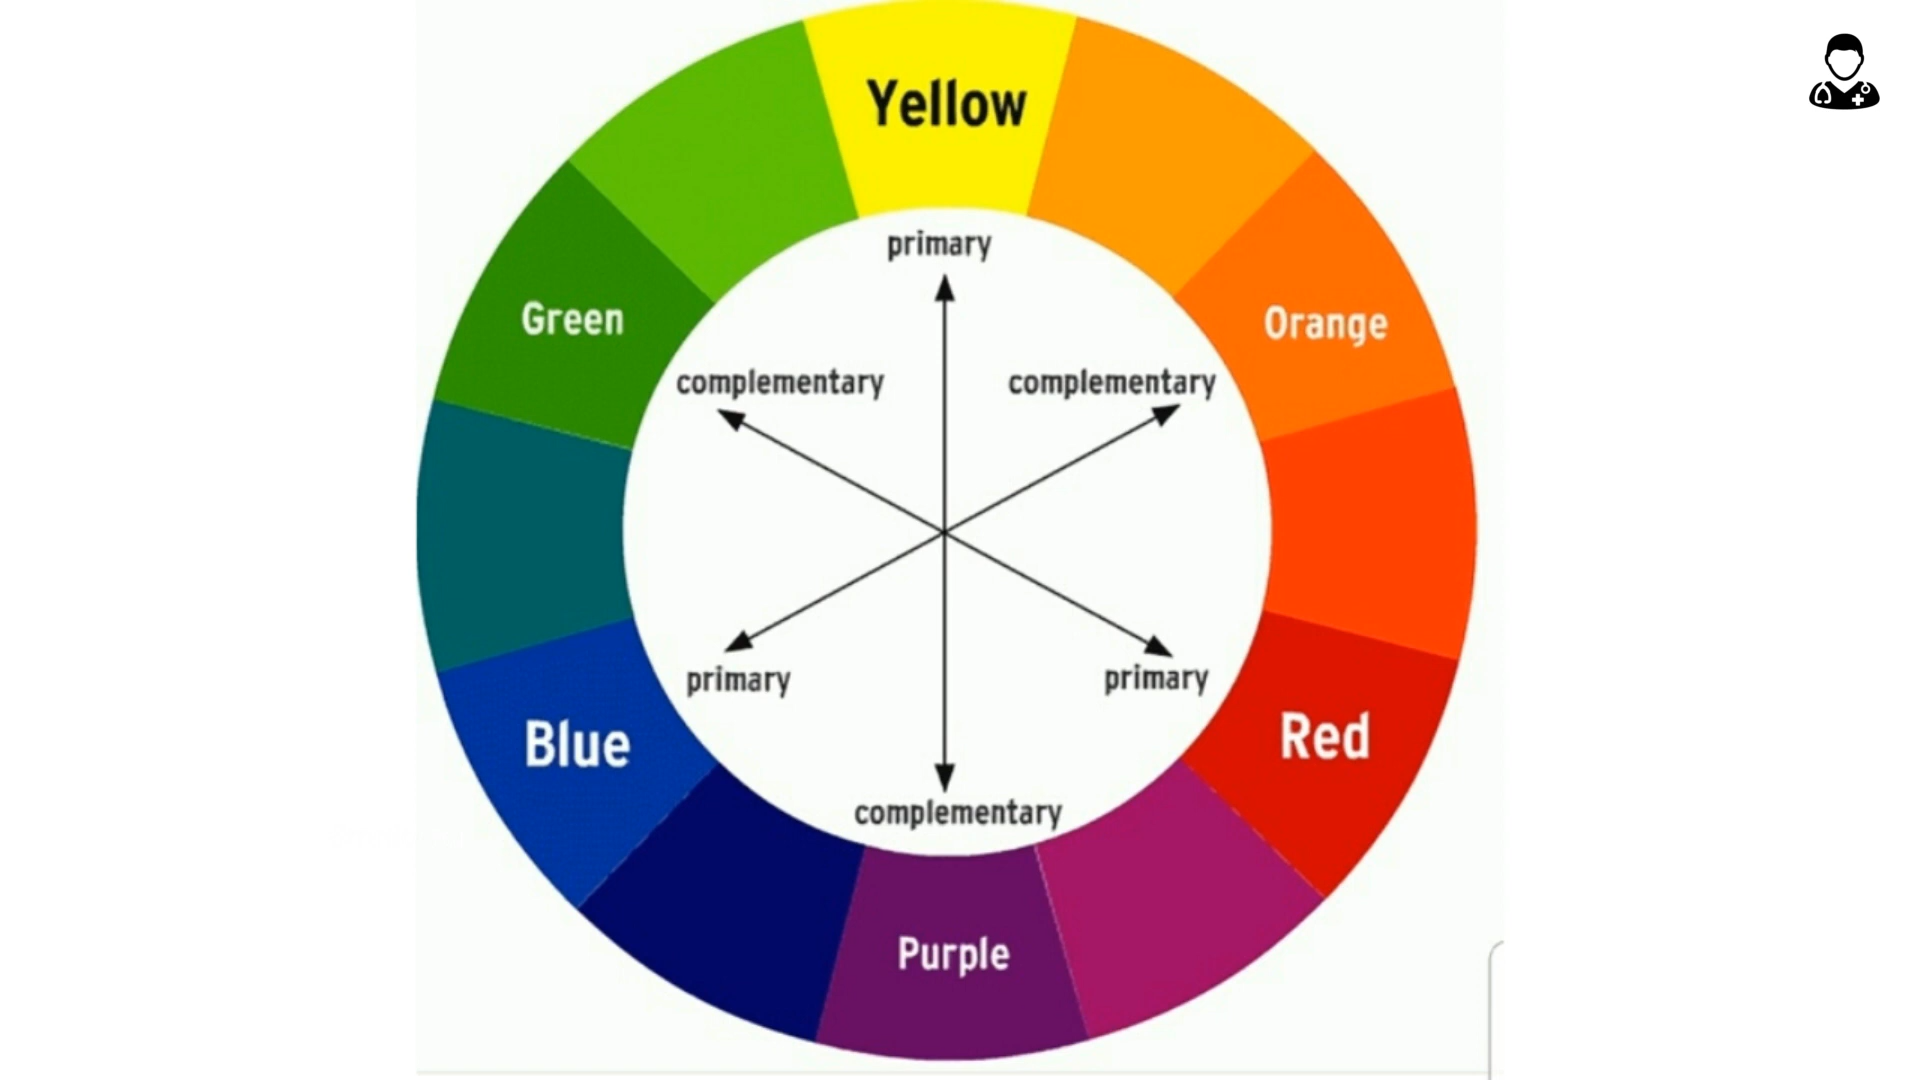 Yellow
primary
Green
Orange
complementary
complementary
primary
primary
Blue
Red
complementary
Purple